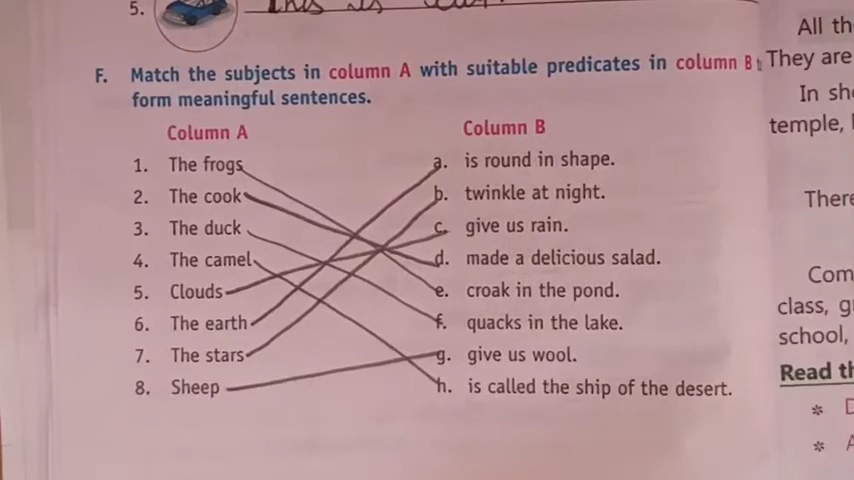 5. This is
F. Match the subjects in column A with suitable predicates in column B
form meaningful sentences.
Column A Column B
1. The frogs a. is round in shape.
2. The cook b. twinkle at night.
3. The duck c. give us rain.
4. The camel d. made a delicious salad.
5. Clouds e. croak in the pond.
6. The earth f. quacks in the lake.
7. The stars g. give us wool.
8. Sheep h. is called the ship of the desert.
All th
They are
In sh
temple,
There
Com
class, g
school,
Read th
* D
* A